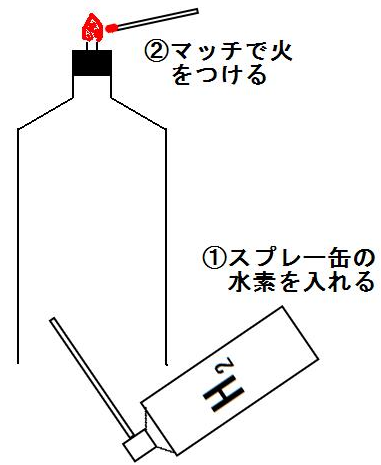 ②マッチで火
をつける
①スプレー缶の
水素を入れる
H2